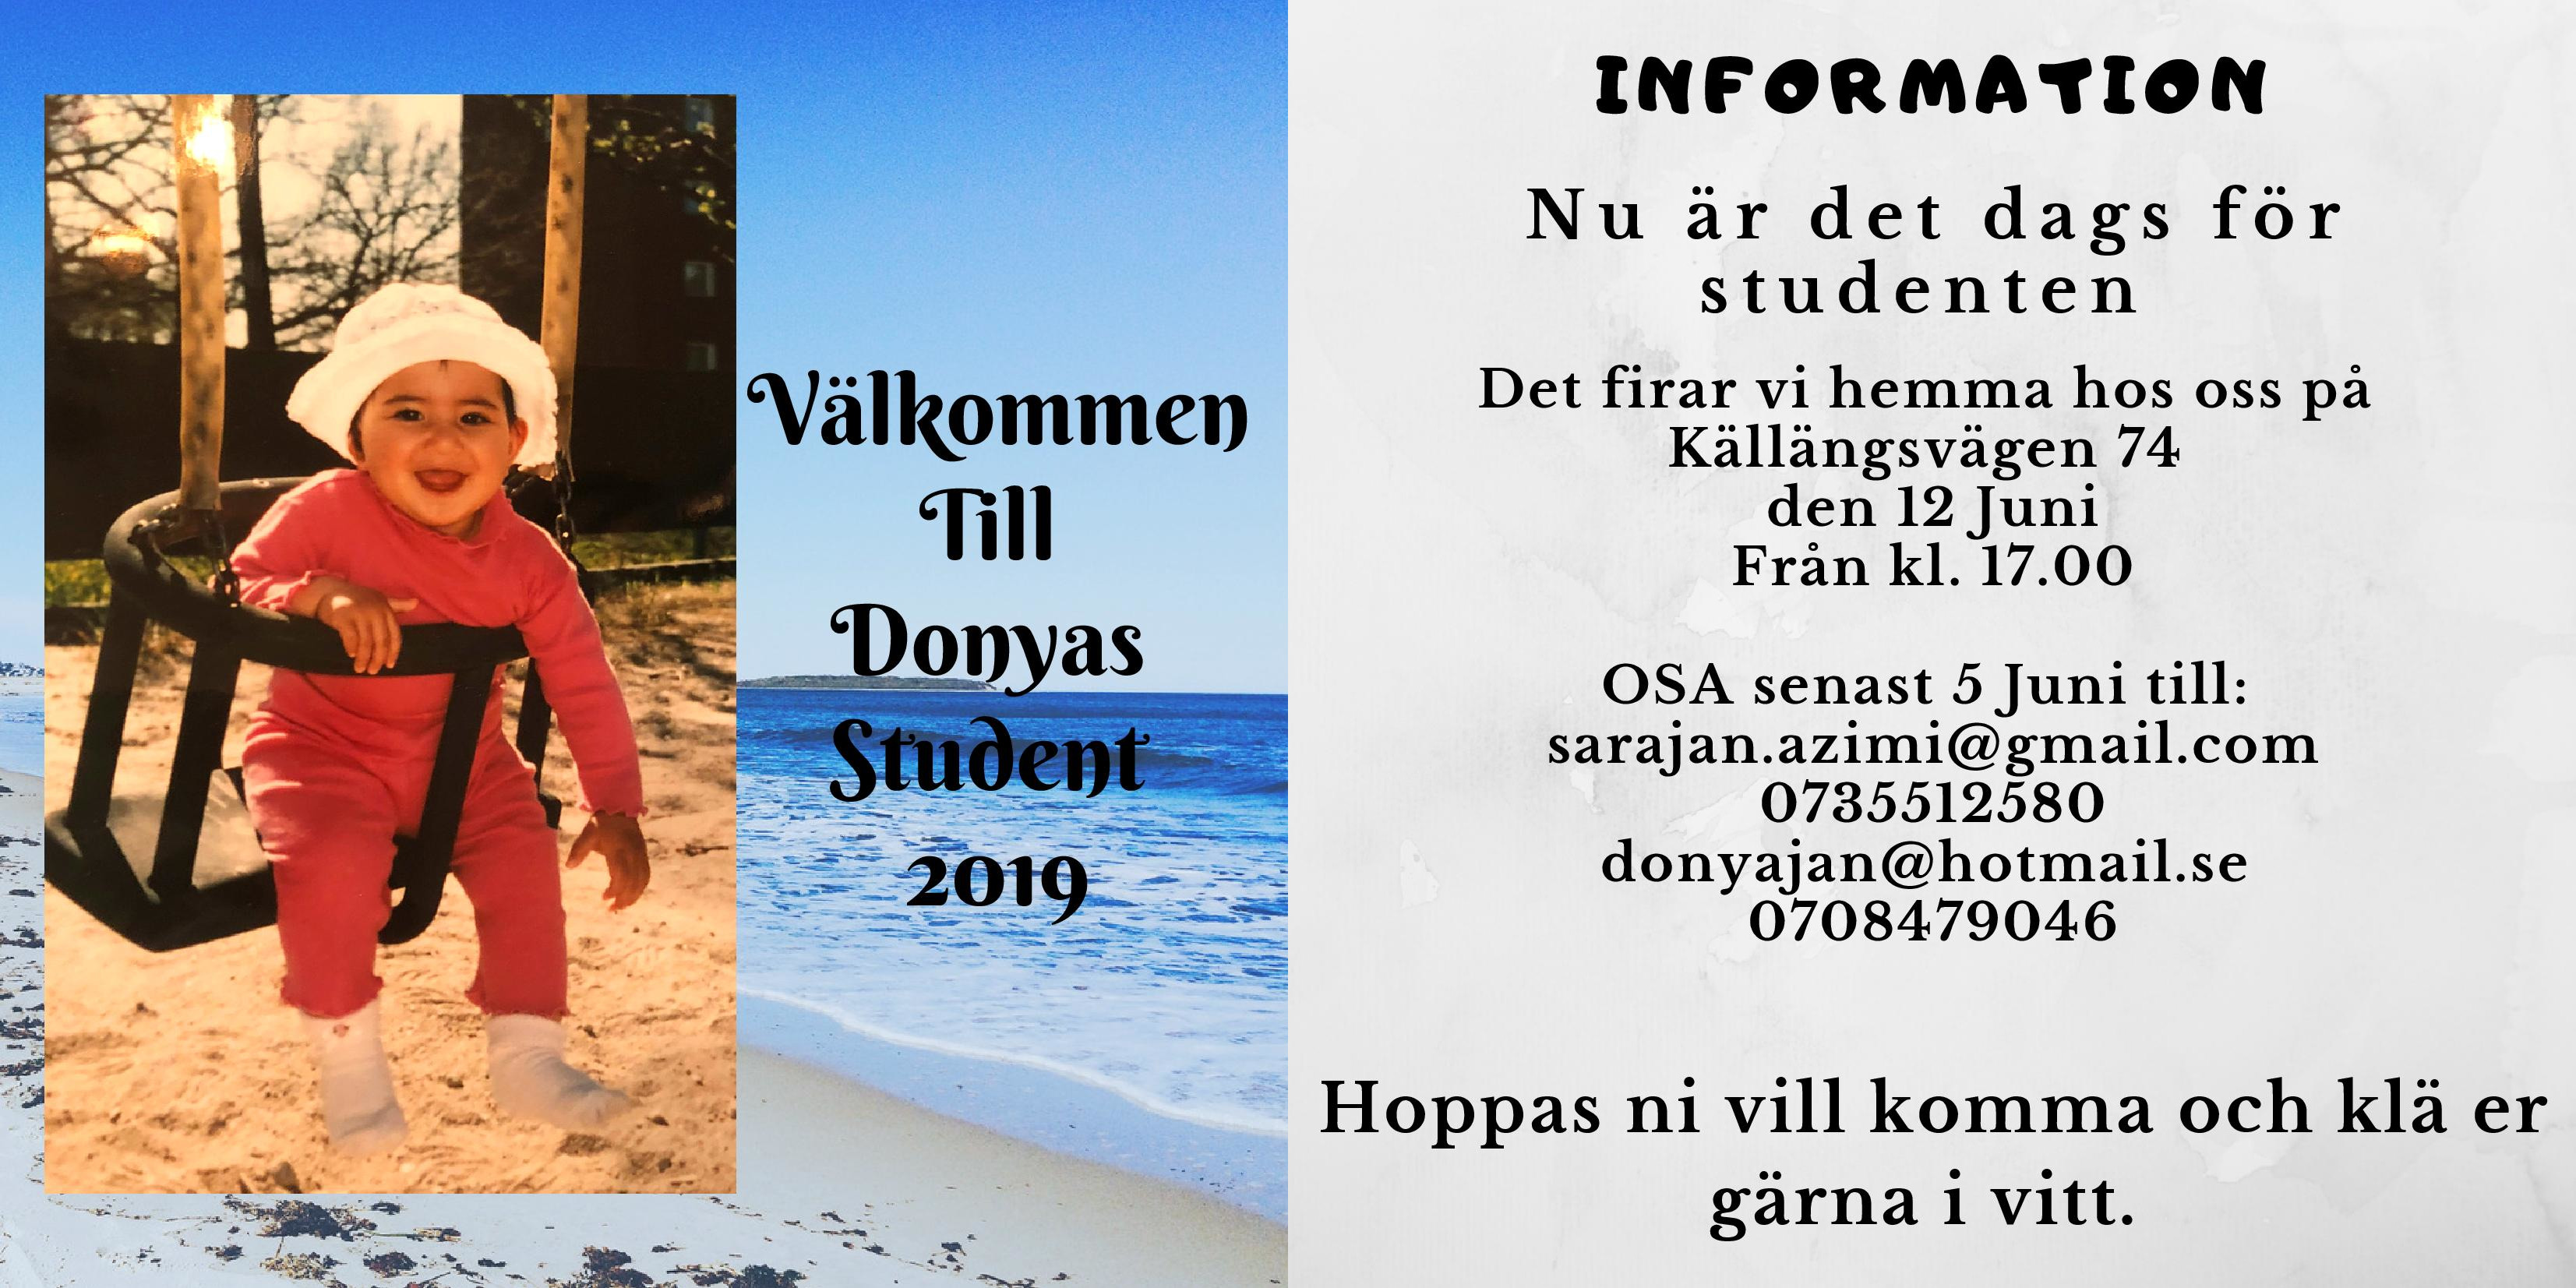 Välkommen
Till
Donyas
Student
2019
INFORMATION
Nu är det dags för
studenten
Det firar vi hemma hos oss på
Källängsvägen 74
den 12 Juni
Från kl. 17.00
OSA senast 5 Juni till:
sarajan.azimi@gmail.com
0735512580
donyajan@hotmail.se
0708479046
Hoppas ni vill komma och klä er
gärna i vitt.